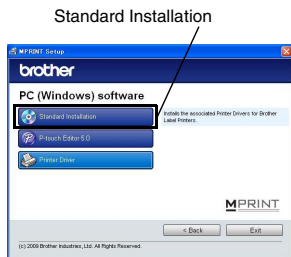 Standard Installation
MPRINT Setup
brother
PC (Windows) software
Standard Installation
Installs the associated Printer Drivers for Brother
Label Printers.
P-touch Editor 5.0
Printer Driver
MPRINT
< Back
Exit
(c) 2009 Brother Industries, Ltd. All Rights Reserved.